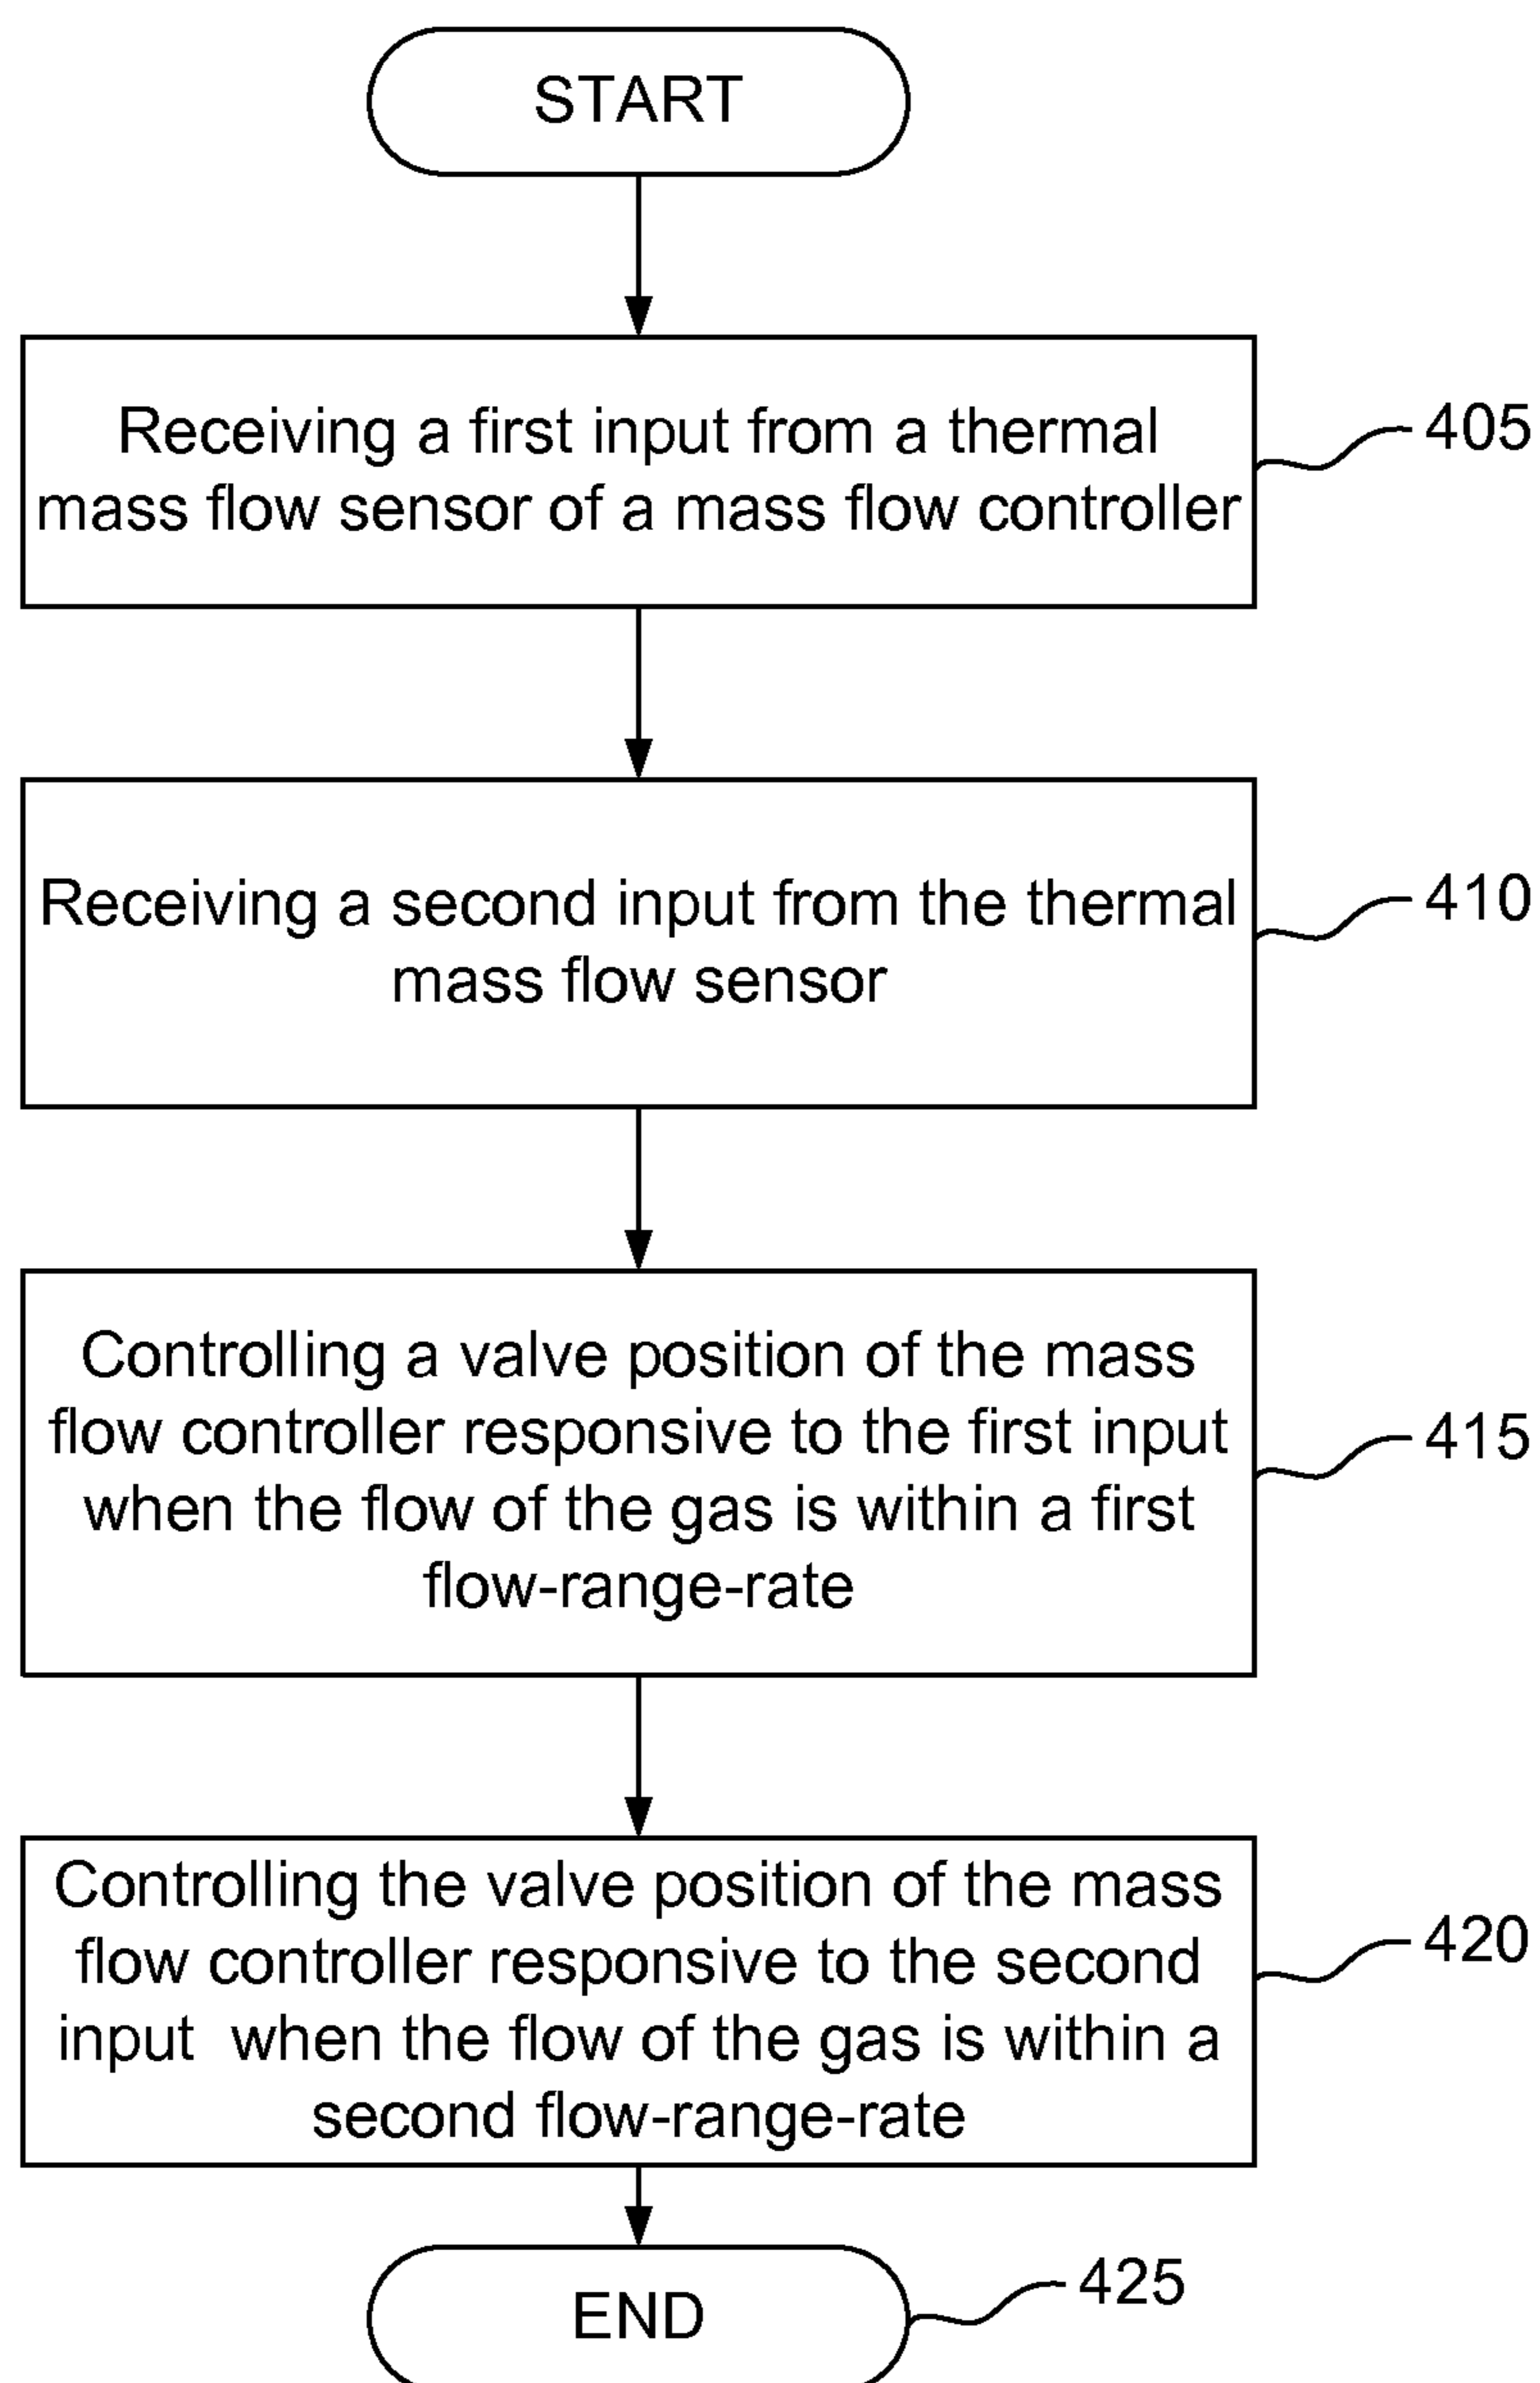 START
Receiving a first input from a thermal
mass flow sensor of a mass flow controller
405
Receiving a second input from the thermal
mass flow sensor
410
Controlling a valve position of the mass
flow controller responsive to the first input
when the flow of the gas is within a first
flow-range-rate
415
Controlling the valve position of the mass
flow controller responsive to the second
input when the flow of the gas is within a
second flow-range-rate
420
END
425